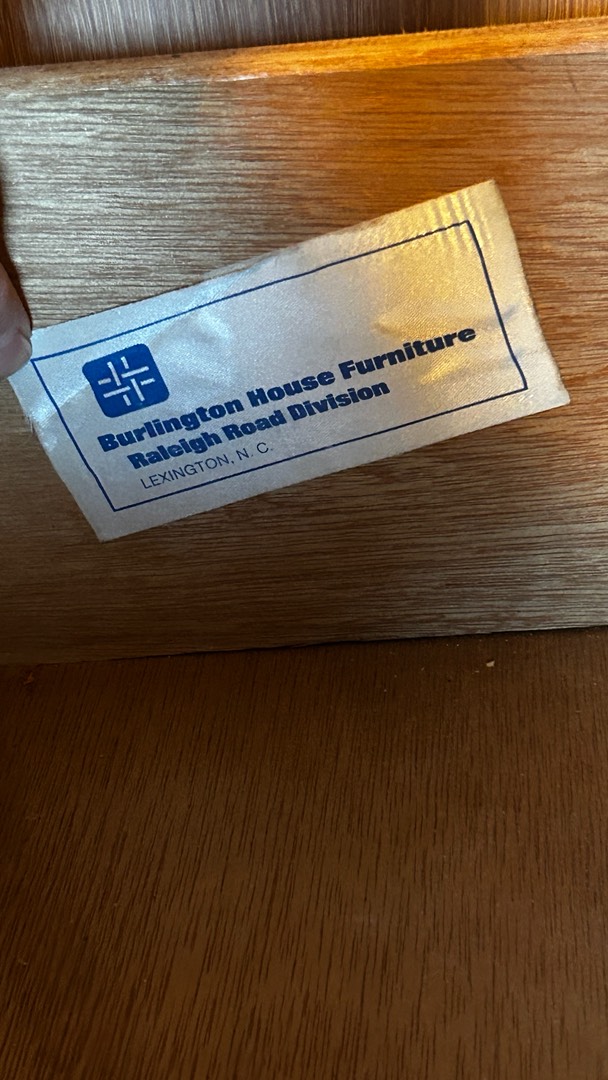 Burlington House Furniture
Raleigh Road Division
LEXINGTON, N. C.